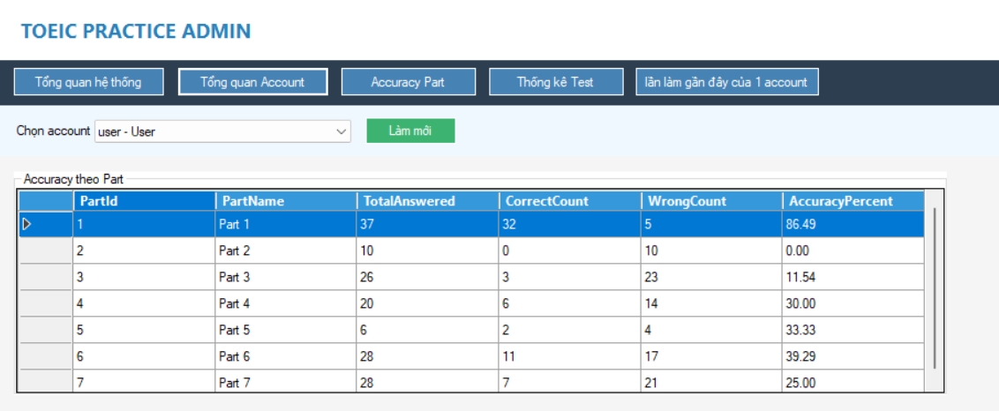 TOEIC PRACTICE ADMIN
Tổng quan hệ thống Tổng quan Account Accuracy Part Thống kê Test lần làm gần đây của 1 account
Chọn account user - User Làm mới
Accuracy theo Part
PartId PartName TotalAnswered CorrectCount WrongCount AccuracyPercent
1 Part 1 37 32 5 86.49
2 Part 2 10 0 10 0.00
3 Part 3 26 3 23 11.54
4 Part 4 20 6 14 30.00
5 Part 5 6 2 4 33.33
6 Part 6 28 11 17 39.29
7 Part 7 28 7 21 25.00